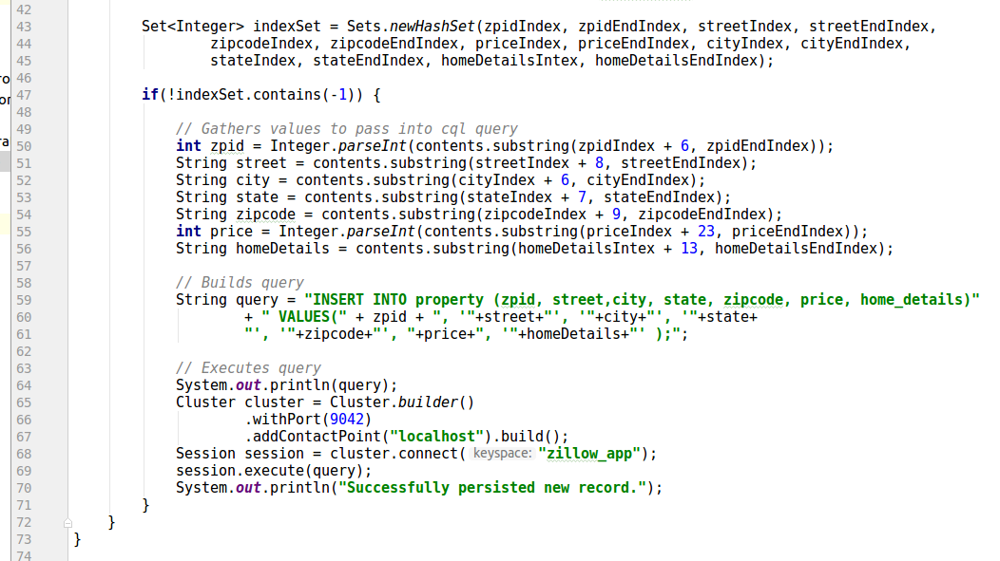 42
43 Set<Integer> indexSet = Sets.newHashSet(zpidIndex, zpidEndIndex, streetIndex, streetEndIndex,
44 zipcodeIndex, zipcodeEndIndex, priceIndex, priceEndIndex, cityIndex, cityEndIndex,
45 stateIndex, stateEndIndex, homeDetailsIntex, homeDetailsEndIndex);
ro 46
47 if(!indexSet.contains(-1)) {
48
49 // Gathers values to pass into cql query
50 int zpid = Integer.parseInt(contents.substring(zpidIndex + 6, zpidEndIndex));
51 String street = contents.substring(streetIndex + 8, streetEndIndex);
52 String city = contents.substring(cityIndex + 6, cityEndIndex);
53 String state = contents.substring(stateIndex + 7, stateEndIndex);
54 String zipcode = contents.substring(zipcodeIndex + 9, zipcodeEndIndex);
55 int price = Integer.parseInt(contents.substring(priceIndex + 23, priceEndIndex));
56 String homeDetails = contents.substring(homeDetailsIntex + 13, homeDetailsEndIndex);
57
58 // Builds query
59 String query = "INSERT INTO property (zpid, street,city, state, zipcode, price, home_details)"
60 + " VALUES(" + zpid + ", '"+street+"', '"+city+"', '"+state+
61 "', '"+zipcode+"', "+price+", '"+homeDetails+"' );";
62
63 // Executes query
64 System.out.println(query);
65 Cluster cluster = Cluster.builder()
66 .withPort(9042)
67 .addContactPoint("localhost").build();
68 Session session = cluster.connect( keyspace: "zillow_app");
69 session.execute(query);
70 System.out.println("Successfully persisted new record.");
71 }
72 }
73 }
74